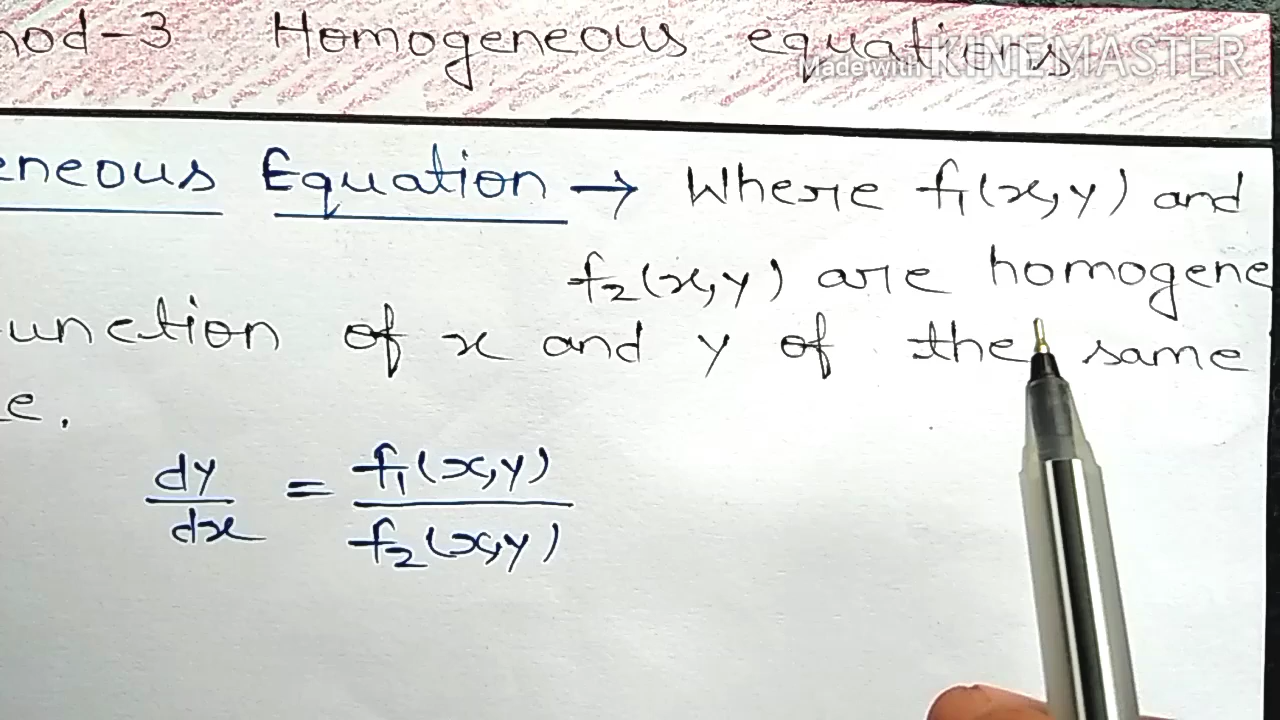 nod-3 Homogeneous equations
Made with KINEMASTER
eneous Equation → Where f₁(x,y) and
f₂(x,y) are homogene
unction of x and y of the same
e.
dy/dx = f₁(x,y)/f₂(x,y)